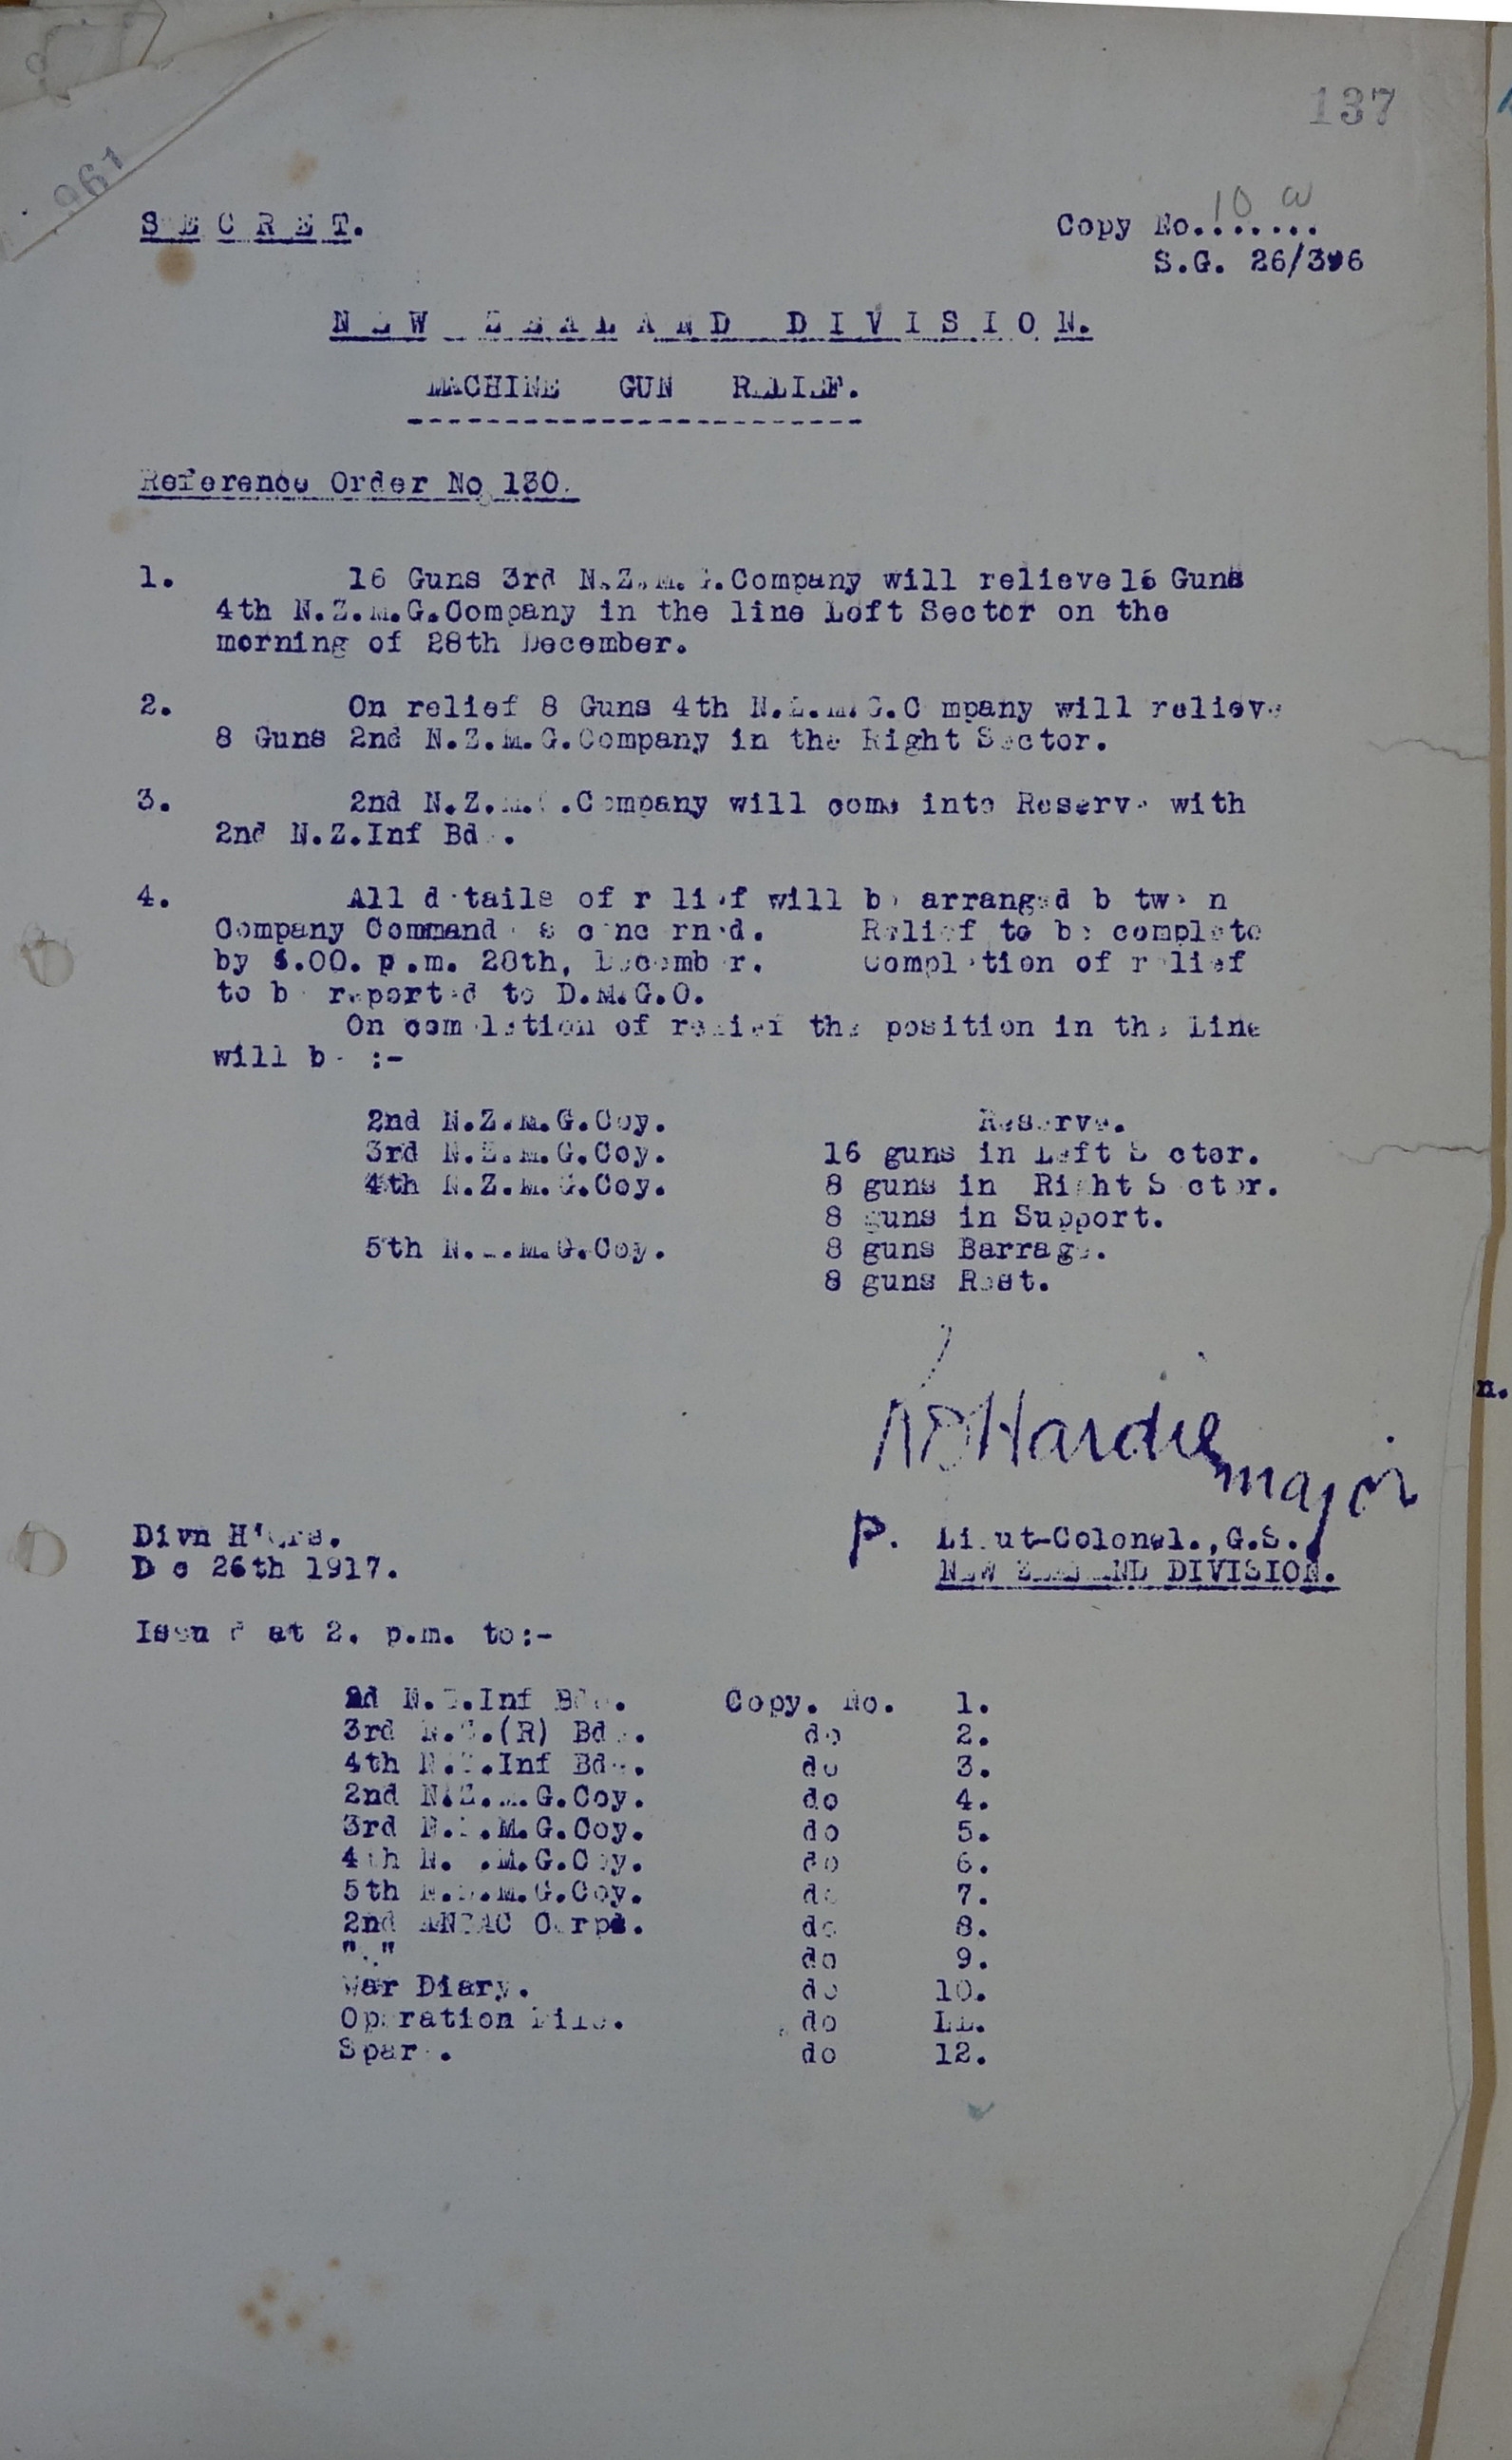 137
961
10 a
S E C R E T.
Copy No.......
S.G. 26/396
N E W  Z E A L A N D  D I V I S I O N.
MACHINE GUN RELIEF.
Reference Order No 130.
1. 16 Guns 3rd N.Z.M.G.Company will relieve 16 Guns
4th N.Z.M.G.Company in the line Left Sector on the
morning of 28th December.
2. On relief 8 Guns 4th N.Z.M.G.Company will relieve
8 Guns 2nd N.Z.M.G.Company in the Right Sector.
3. 2nd N.Z.M.G.Company will come into Reserve with
2nd N.Z.Inf Bde.
4. All details of relief will be arranged between
Company Commanders concerned. Relief to be complete
by .00. p.m. 28th, December. Completion of relief
to be reported to D.M.G.O.
On completion of relief the position in the Line
will be :-
2nd N.Z.M.G.Coy. Reserve.
3rd N.Z.M.G.Coy. 16 guns in Left Sector.
4th N.Z.M.G.Coy. 8 guns in Right Sector.
8 guns in Support.
5th N.Z.M.G.Coy. 8 guns Barrage.
8 guns Rest.
n.
Hardie
major
Divn H'Qrs. p. Lieut-Colonel.,G.S.,
Dec 26th 1917. NEW ZEALAND DIVISION.
Issued at 2. p.m. to:-
2d N.Z.Inf Bde. Copy. No. 1.
3rd N.Z.(R) Bde. do 2.
4th N.Z.Inf Bde. do 3.
2nd N.Z.M.G.Coy. do 4.
3rd N.Z.M.G.Coy. do 5.
4th N.Z.M.G.Coy. do 6.
5th N.Z.M.G.Coy. do 7.
2nd ANZAC Corps. do 8.
"." do 9.
War Diary. do 10.
Operation File. do 11.
Spare. do 12.